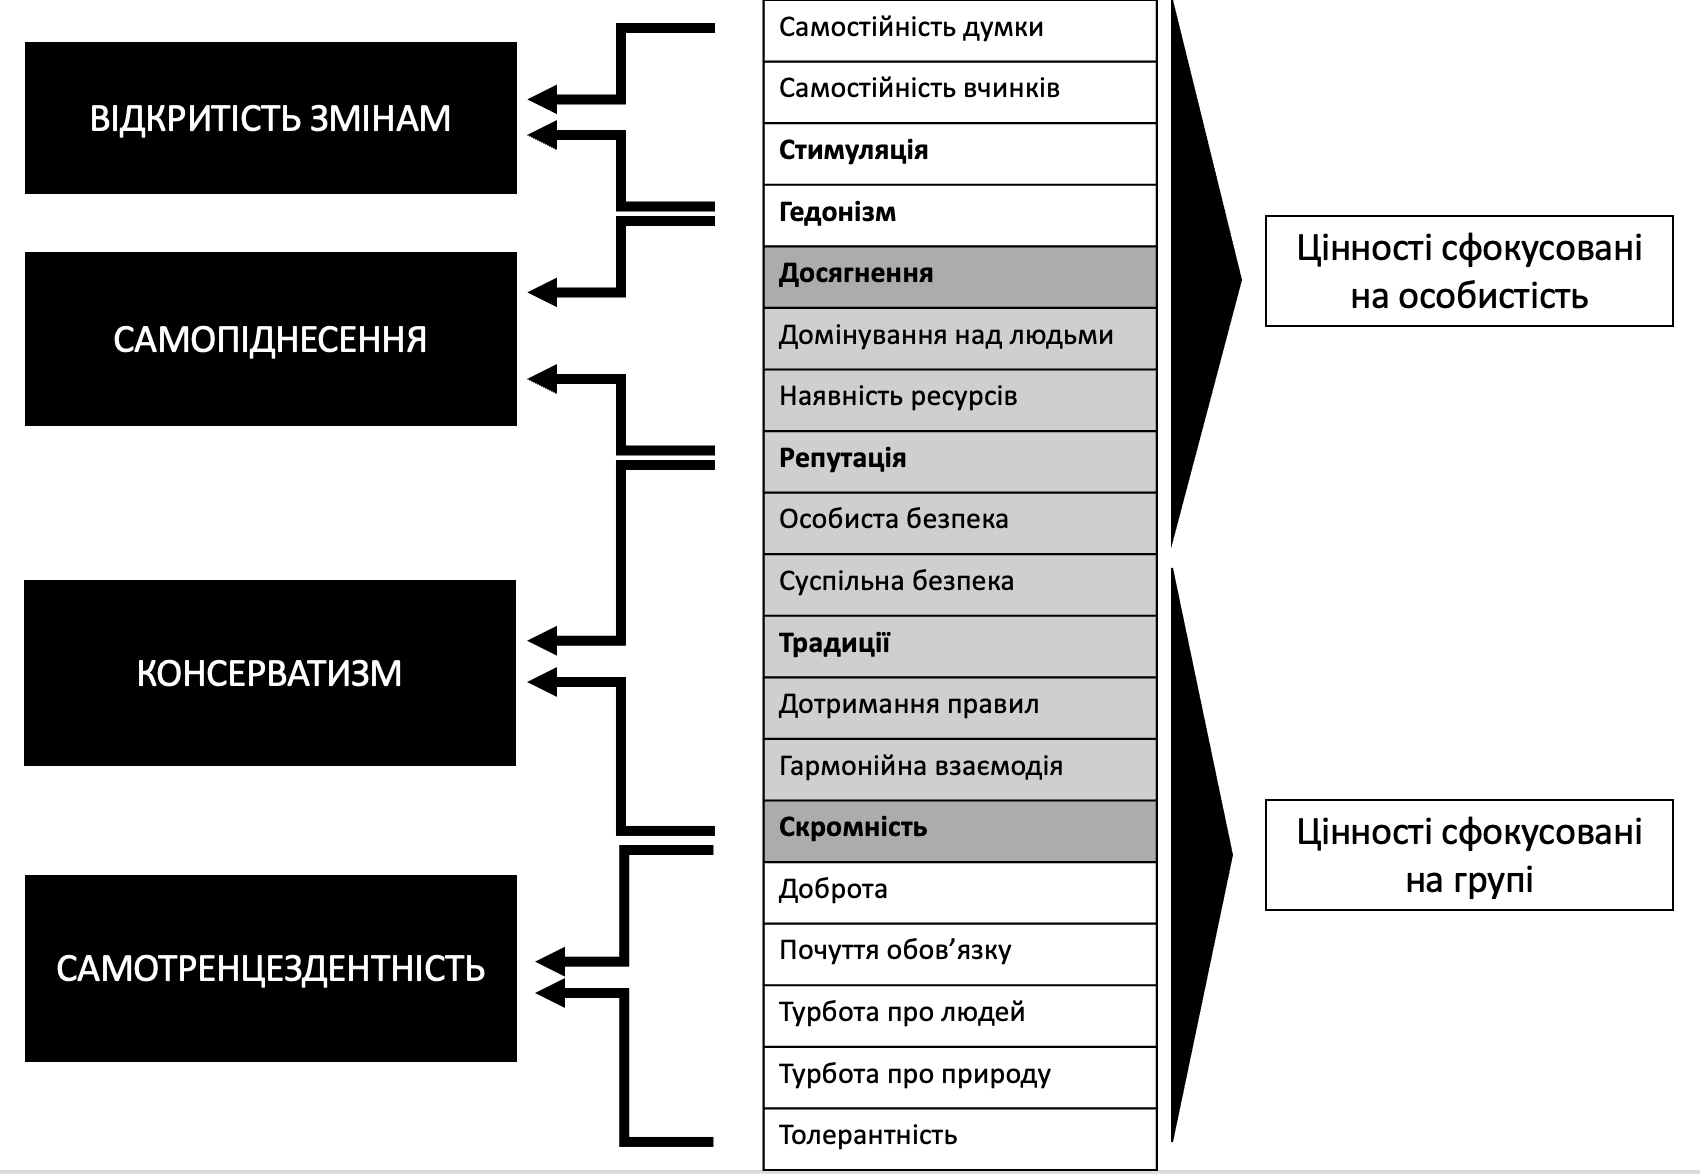 ВІДКРИТІСТЬ ЗМІНАМ
САМОПІДНЕСЕННЯ
КОНСЕРВАТИЗМ
САМОТРЕНЦЕЗДЕНТНІСТЬ
Самостійність думки
Самостійність вчинків
Стимуляція
Гедонізм
Досягнення
Домінування над людьми
Наявність ресурсів
Репутація
Особиста безпека
Суспільна безпека
Традиції
Дотримання правил
Гармонійна взаємодія
Скромність
Доброта
Почуття обов’язку
Турбота про людей
Турбота про природу
Толерантність
Цінності сфокусовані
на особистість
Цінності сфокусовані
на групі